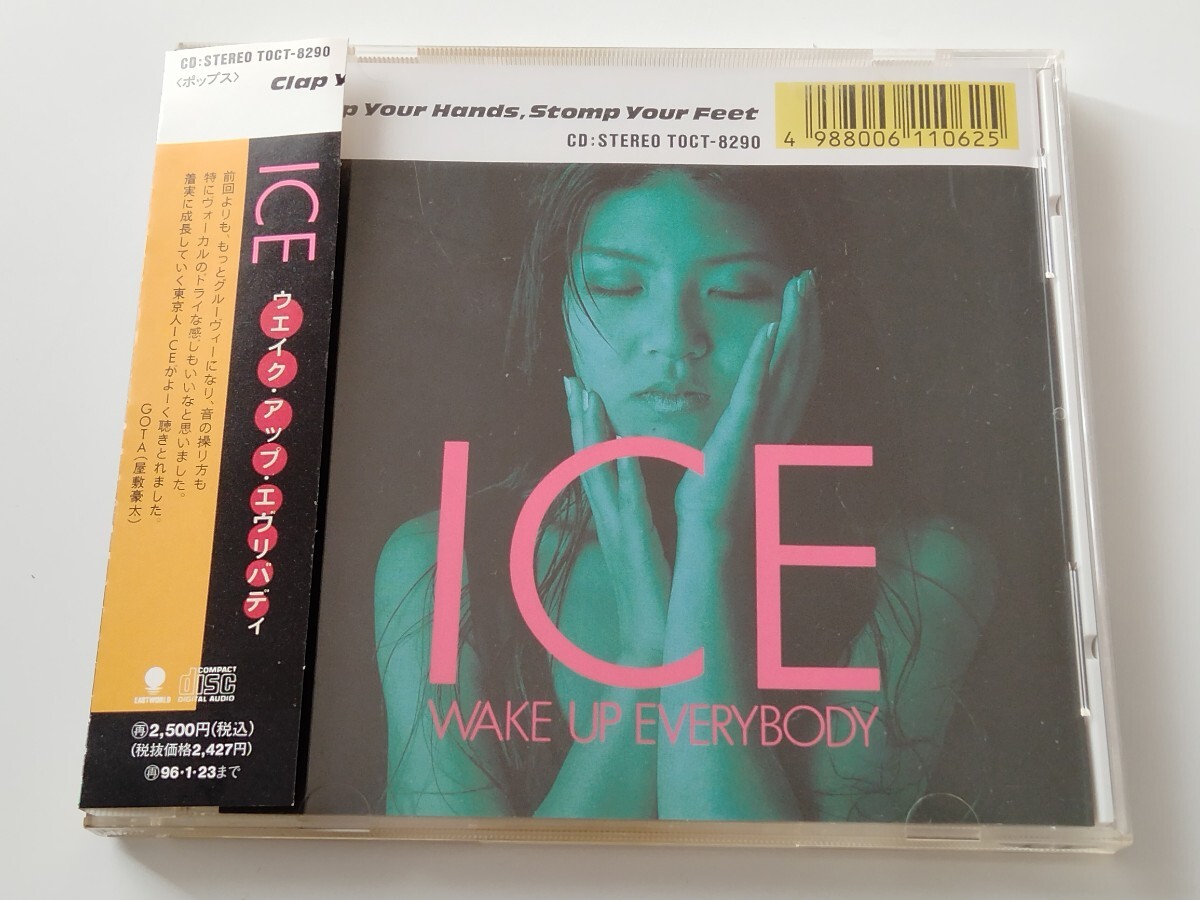 CD:STEREO TOCT-8290
〈ポップス〉
Clap Y
p Your Hands, Stomp Your Feet
CD:STEREO TOCT-8290
4 988006 110625
ICE
ウエイク・アップ・エヴリバディ
前回よりも、もっとグルーヴィーになり、音の操り方も
特にヴォーカルのドライな感じもいいなと思いました。
着実に成長していく東京人ICEがよーく聴きとれました。
GOTA(屋敷豪太)
EASTWORLD
COMPACT
disc
DIGITAL AUDIO
再2,500円(税込)
(税抜価格2,427円)
再96・1・23まで
ICE
WAKE UP EVERYBODY